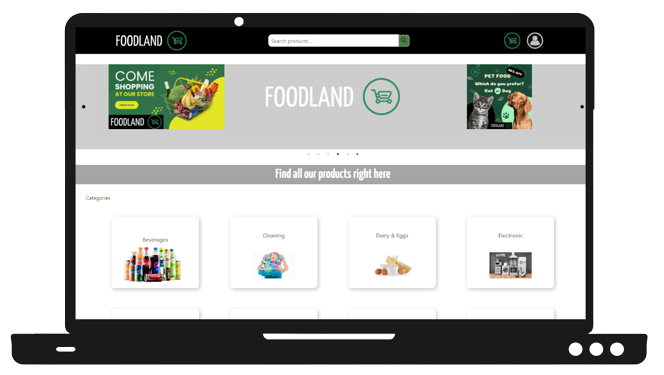 FOODLAND
Search products ...
COME
SHOPPING
AT OUR STORE
FOODLAND
FOODLAND
PET FOOD
Which do you prefer?
Cat or Dog
FOODLAND
Find all our products right here
Categories
Beverages
Cleaning
Dairy & Eggs
Electronic